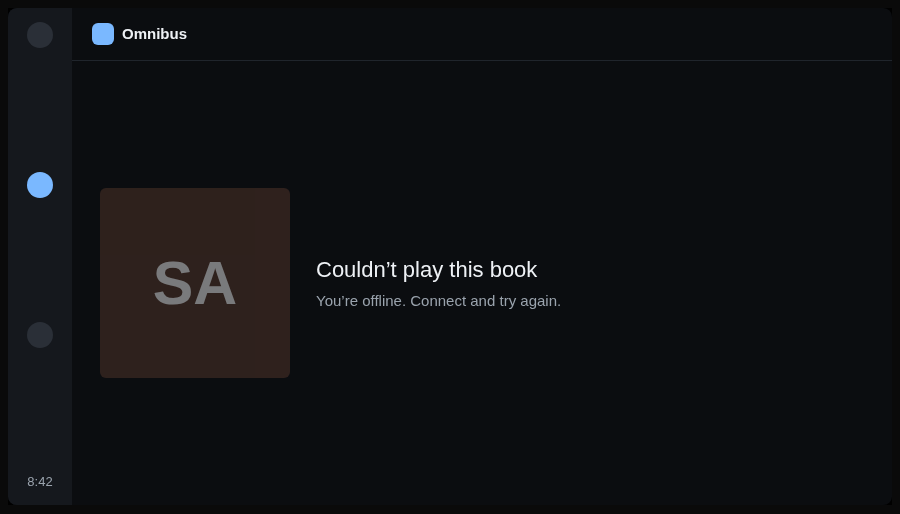 Omnibus
SA
Couldn’t play this book
You’re offline. Connect and try again.
8:42